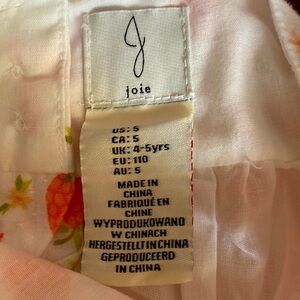 joie
US: 5
CA: 5
UK: 4-5yrs
EU: 110
AU: 5
MADE IN
CHINA
FABRIQUÉ EN
CHINE
WYPRODUKOWANO
W CHINACH
HERGESTELLT IN CHINA
GEPRODUCEERD
IN CHINA